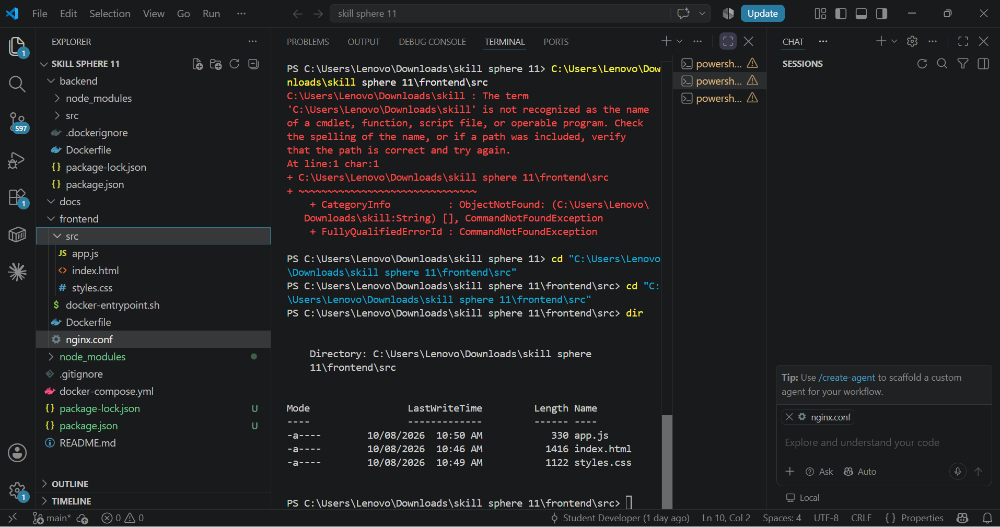 File Edit Selection View Go Run ···
skill sphere 11
Update
EXPLORER
SKILL SPHERE 11
backend
node_modules
src
.dockerignore
Dockerfile
package-lock.json
package.json
docs
frontend
src
app.js
index.html
styles.css
docker-entrypoint.sh
Dockerfile
nginx.conf
node_modules
.gitignore
docker-compose.yml
package-lock.json U
package.json U
README.md
OUTLINE
TIMELINE
1
597
1
1
PROBLEMS OUTPUT DEBUG CONSOLE TERMINAL PORTS
PS C:\Users\Lenovo\Downloads\skill sphere 11> C:\Users\Lenovo\Dow
nloads\skill sphere 11\frontend\src
C:\Users\Lenovo\Downloads\skill : The term
'C:\Users\Lenovo\Downloads\skill' is not recognized as the name
of a cmdlet, function, script file, or operable program. Check
the spelling of the name, or if a path was included, verify
that the path is correct and try again.
At line:1 char:1
+ C:\Users\Lenovo\Downloads\skill sphere 11\frontend\src
+ ~~~~~~~~~~~~~~~~~~~~~~~~~~~~~~~
+ CategoryInfo : ObjectNotFound: (C:\Users\Lenovo\
Downloads\skill:String) [], CommandNotFoundException
+ FullyQualifiedErrorId : CommandNotFoundException
PS C:\Users\Lenovo\Downloads\skill sphere 11> cd "C:\Users\Lenovo
\Downloads\skill sphere 11\frontend\src"
PS C:\Users\Lenovo\Downloads\skill sphere 11\frontend\src> cd "C:
\Users\Lenovo\Downloads\skill sphere 11\frontend\src"
PS C:\Users\Lenovo\Downloads\skill sphere 11\frontend\src> dir
Directory: C:\Users\Lenovo\Downloads\skill sphere
11\frontend\src
Mode LastWriteTime Length Name
---- ------------- ------ ----
-a---- 10/08/2026 10:50 AM 330 app.js
-a---- 10/08/2026 10:46 AM 1416 index.html
-a---- 10/08/2026 10:49 AM 1122 styles.css
PS C:\Users\Lenovo\Downloads\skill sphere 11\frontend\src>
powersh...
powersh...
powersh...
CHAT
SESSIONS
Tip: Use /create-agent to scaffold a custom
agent for your workflow.
nginx.conf
Explore and understand your code
Ask Auto
Local
main* 0 0 Student Developer (1 day ago) Ln 10, Col 2 Spaces: 4 UTF-8 CRLF { } Properties